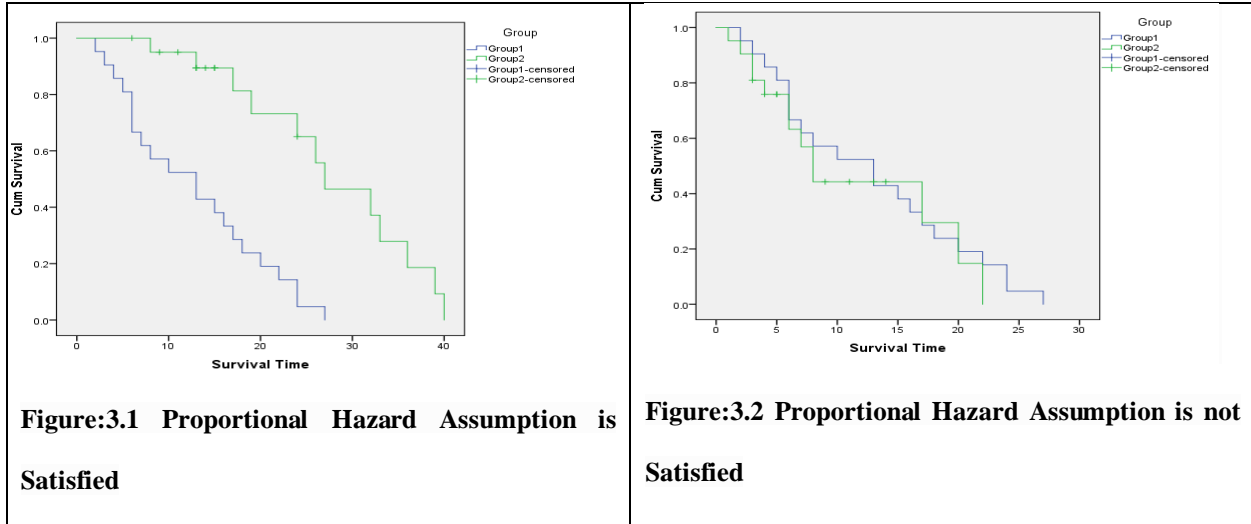 Group
Group1
Group2
Group1-censored
Group2-censored
1.0
0.8
0.6
0.4
0.2
0.0
Cum Survival
0 10 20 30 40
Survival Time
Figure:3.1 Proportional Hazard Assumption is
Satisfied
Group
Group1
Group2
Group1-censored
Group2-censored
1.0
0.8
0.6
0.4
0.2
0.0
Cum Survival
0 5 10 15 20 25 30
Survival Time
Figure:3.2 Proportional Hazard Assumption is not
Satisfied